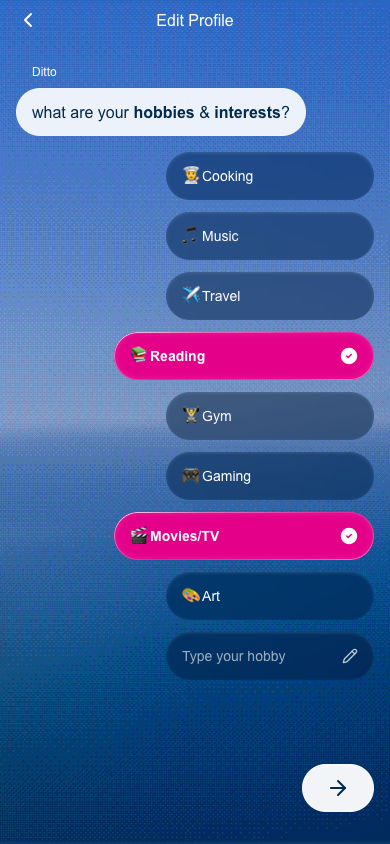 Edit Profile
Ditto
what are your hobbies & interests?
Cooking
Music
Travel
Reading
Gym
Gaming
Movies/TV
Art
Type your hobby